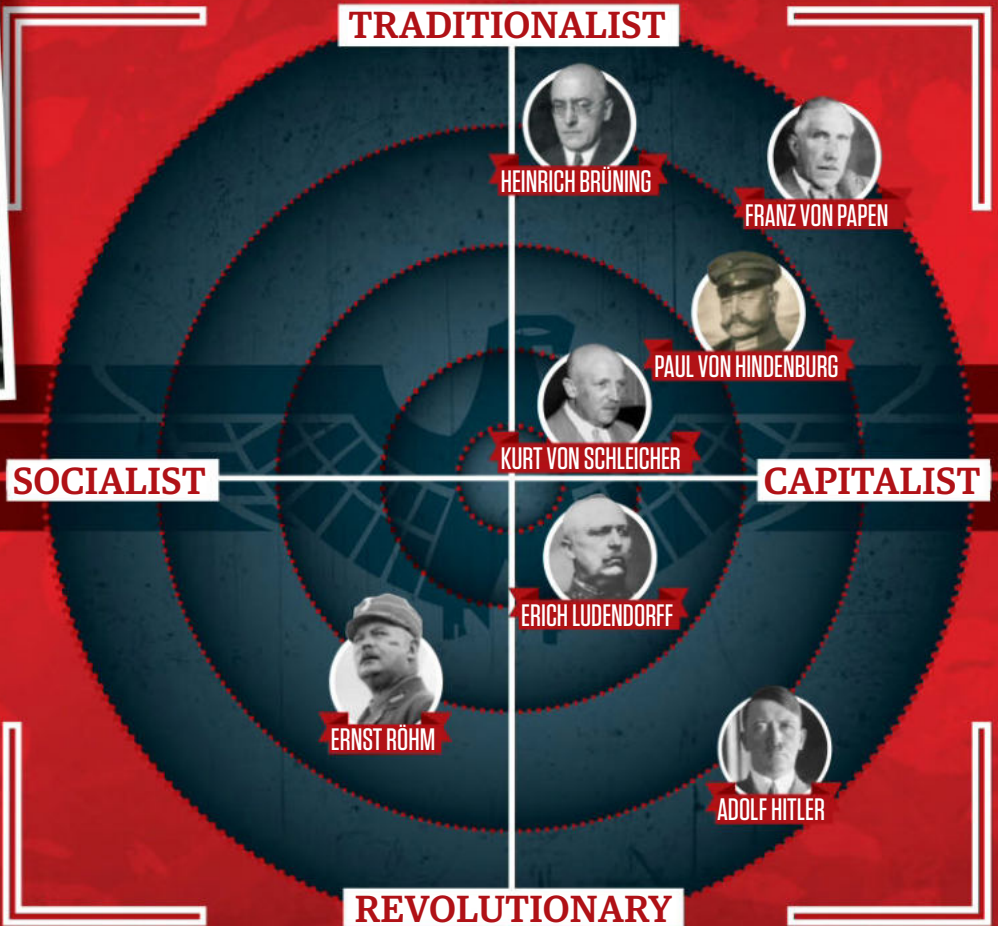 TRADITIONALIST
HEINRICH BRÜNING
FRANZ VON PAPEN
PAUL VON HINDENBURG
KURT VON SCHLEICHER
SOCIALIST
CAPITALIST
ERICH LUDENDORFF
ERNST RÖHM
ADOLF HITLER
REVOLUTIONARY